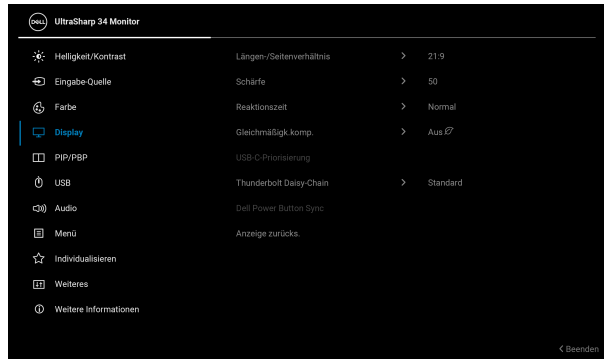 DELL UltraSharp 34 Monitor
Helligkeit/Kontrast
Eingabe-Quelle
Farbe
Display
PIP/PBP
USB
Audio
Menü
Individualisieren
Weiteres
Weitere Informationen
Längen-/Seitenverhältnis > 21:9
Schärfe > 50
Reaktionszeit > Normal
Gleichmäßigk.komp. > Aus
USB-C-Priorisierung
Thunderbolt Daisy-Chain > Standard
Dell Power Button Sync
Anzeige zurücks.
< Beenden